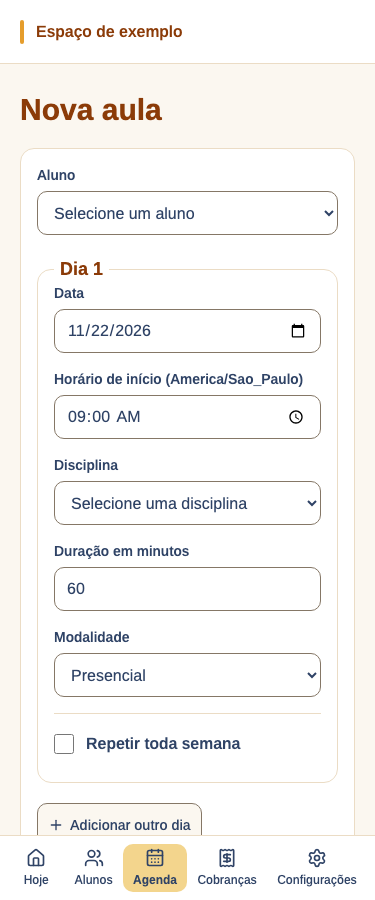 Espaço de exemplo
Nova aula
Aluno
Selecione um aluno
Dia 1
Data
11/22/2026
Horário de início (America/Sao_Paulo)
09:00 AM
Disciplina
Selecione uma disciplina
Duração em minutos
60
Modalidade
Presencial
Repetir toda semana
+ Adicionar outro dia
Hoje
Alunos
Agenda
Cobranças
Configurações